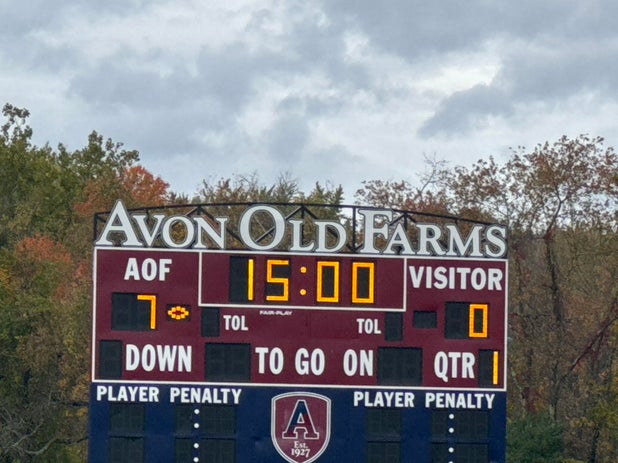 AVON OLD FARMS
AOF 15:00 VISITOR
7 TOL FAIR-PLAY TOL 0
DOWN TO GO ON QTR 1
PLAYER PENALTY PLAYER PENALTY
A
EST.
1927